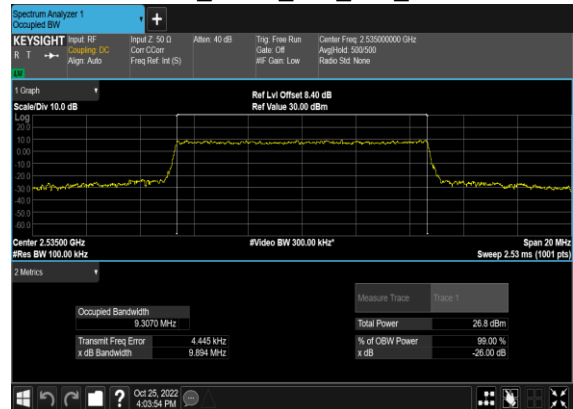 Spectrum Analyzer 1
Occupied BW
+
KEYSIGHT Input: RF Input Z: 50 Ω Atten: 40 dB Trig: Free Run Center Freq: 2.535000000 GHz
R T Coupling: DC Corr CCorr Gate: Off Avg|Hold: 500/500
Align: Auto Freq Ref: Int (S) #IF Gain: Low Radio Std: None
LW
1 Graph
Ref Lvl Offset 8.40 dB
Scale/Div 10.0 dB Ref Value 30.00 dBm
Log
20.0
10.0
0.00
-10.0
-20.0
-30.0
-40.0
-50.0
-60.0
Center 2.53500 GHz #Video BW 300.00 kHz* Span 20 MHz
#Res BW 100.00 kHz Sweep 2.53 ms (1001 pts)
2 Metrics
Measure Trace Trace 1
Occupied Bandwidth
9.3070 MHz Total Power 26.8 dBm
Transmit Freq Error 4.445 kHz % of OBW Power 99.00 %
x dB Bandwidth 9.894 MHz x dB -26.00 dB
?
Oct 25, 2022
4:03:54 PM